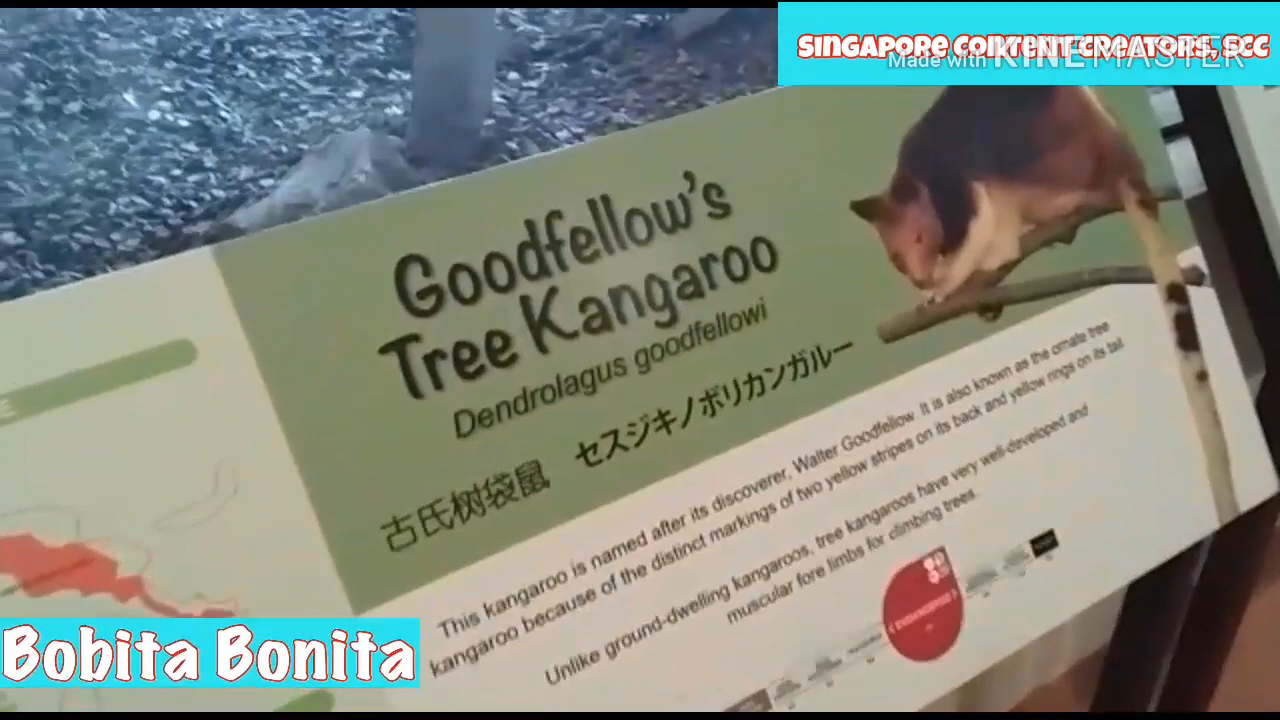 SINGAPORE CONTENT CREATORS, SCC
Made with KINEMASTER
Goodfellow's
Tree Kangaroo
Dendrolagus goodfellowi
古氏树袋鼠 セスジキノボリカンガルー
This kangaroo is named after its discoverer, Walter Goodfellow. It is also known as the ornate tree
kangaroo because of the distinct markings of two yellow stripes on its back and yellow rings on its tail.
Unlike ground-dwelling kangaroos, tree kangaroos have very well-developed and
muscular fore limbs for climbing trees.
ENDANGERED
Bobita Bonita